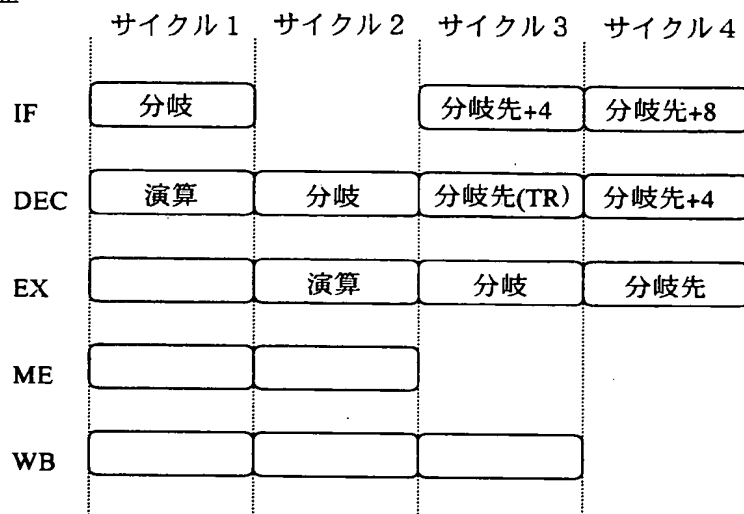 サイクル1 サイクル2 サイクル3 サイクル4
IF 分岐 分岐先+4 分岐先+8
DEC 演算 分岐 分岐先(TR) 分岐先+4
EX 演算 分岐 分岐先
ME
WB